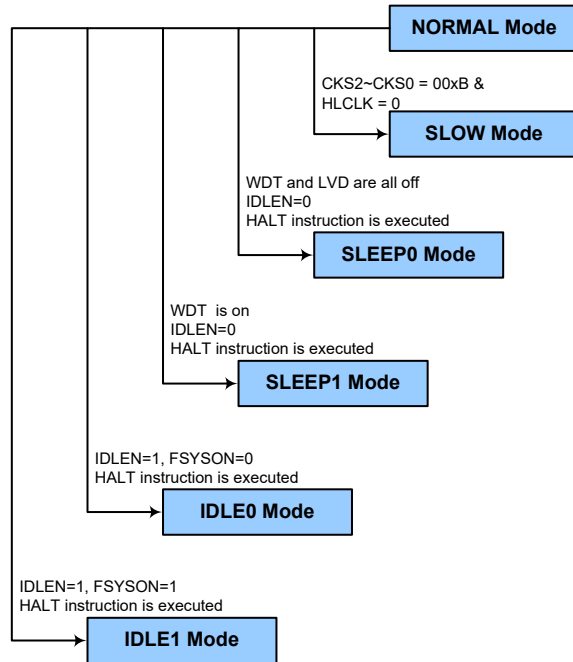 NORMAL Mode
CKS2~CKS0 = 00xB &
HLCLK = 0
SLOW Mode
WDT and LVD are all off
IDLEN=0
HALT instruction is executed
SLEEP0 Mode
WDT is on
IDLEN=0
HALT instruction is executed
SLEEP1 Mode
IDLEN=1, FSYSON=0
HALT instruction is executed
IDLE0 Mode
IDLEN=1, FSYSON=1
HALT instruction is executed
IDLE1 Mode